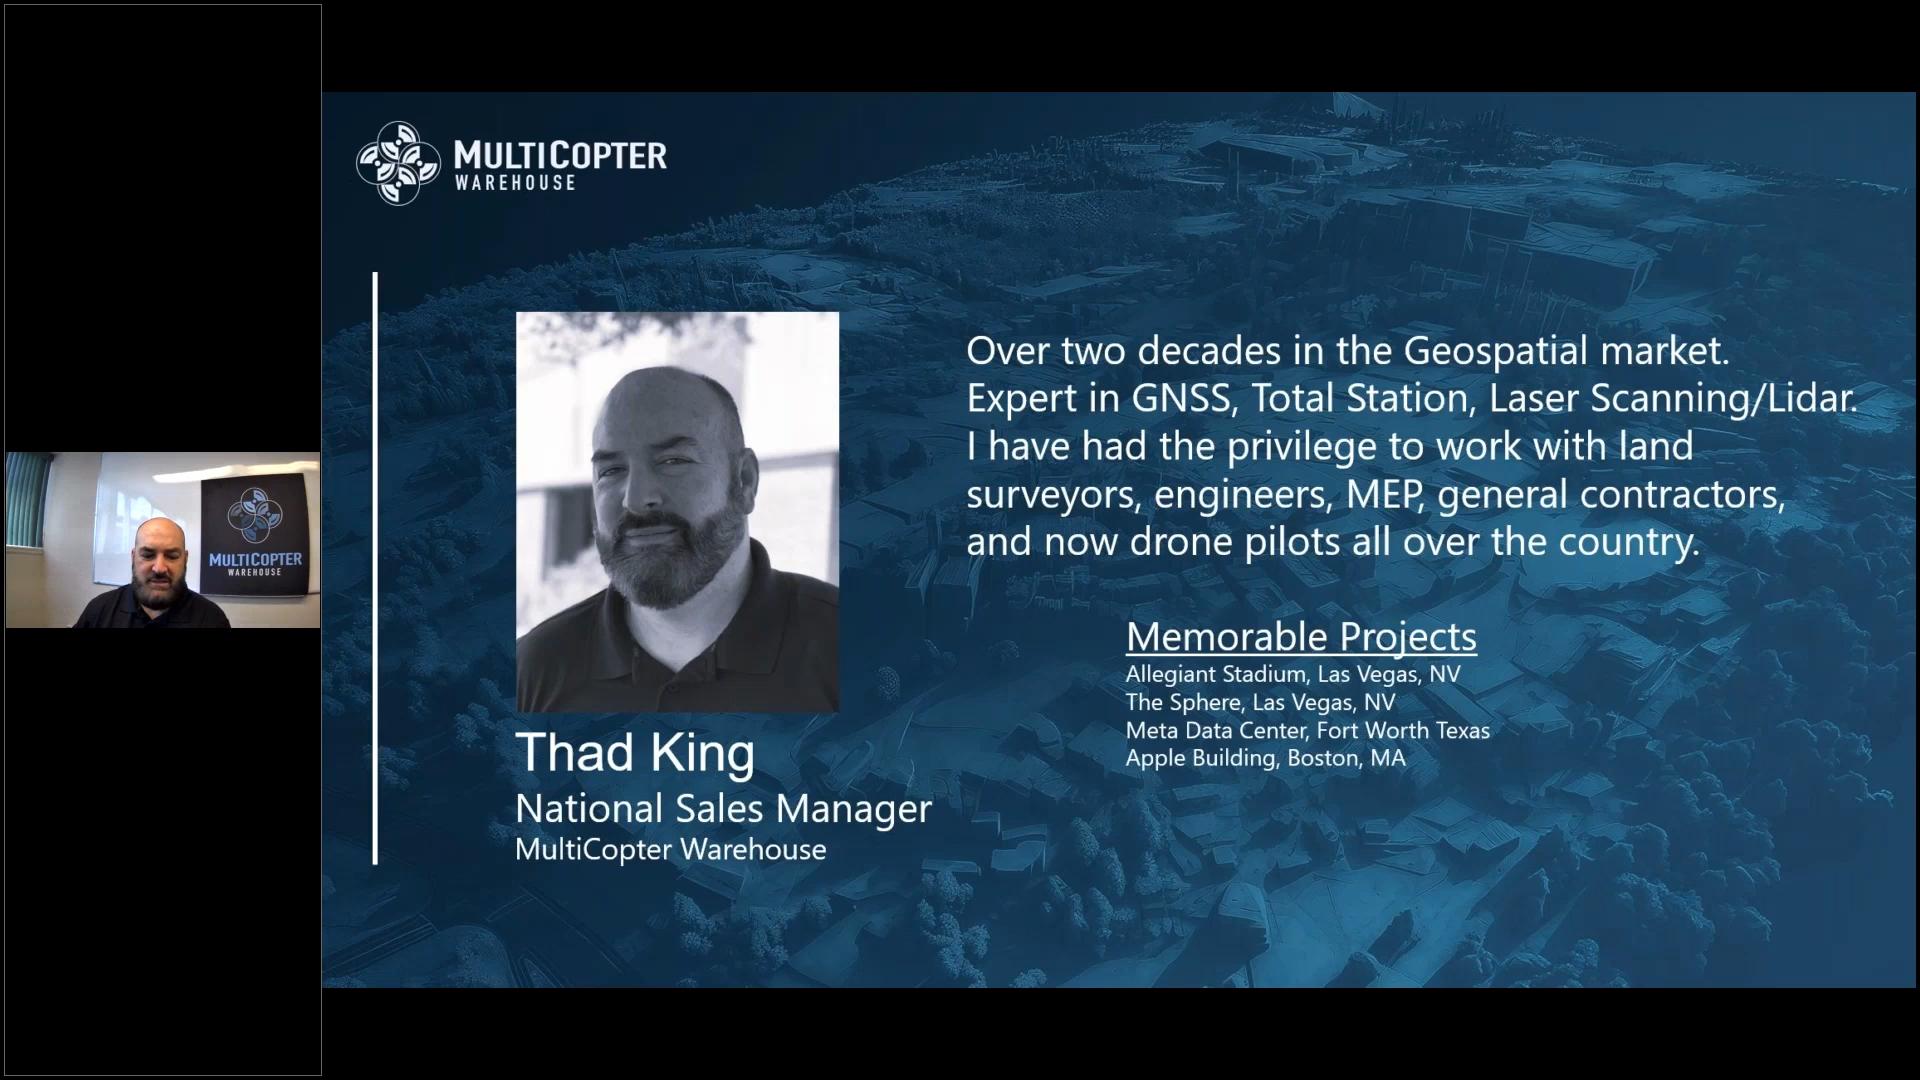 MULTICOPTER
WAREHOUSE
Over two decades in the Geospatial market.
Expert in GNSS, Total Station, Laser Scanning/Lidar.
I have had the privilege to work with land
surveyors, engineers, MEP, general contractors,
and now drone pilots all over the country.
Memorable Projects
Allegiant Stadium, Las Vegas, NV
The Sphere, Las Vegas, NV
Meta Data Center, Fort Worth Texas
Apple Building, Boston, MA
Thad King
National Sales Manager
MultiCopter Warehouse
MULTICOPTER
WAREHOUSE